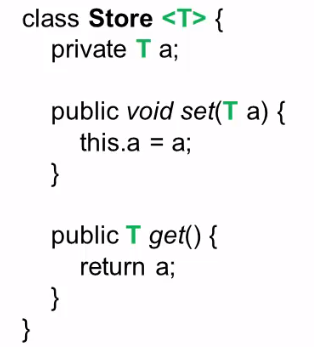 class Store <T> {
private T a;
public void set(T a) {
this.a = a;
}
public T get() {
return a;
}
}